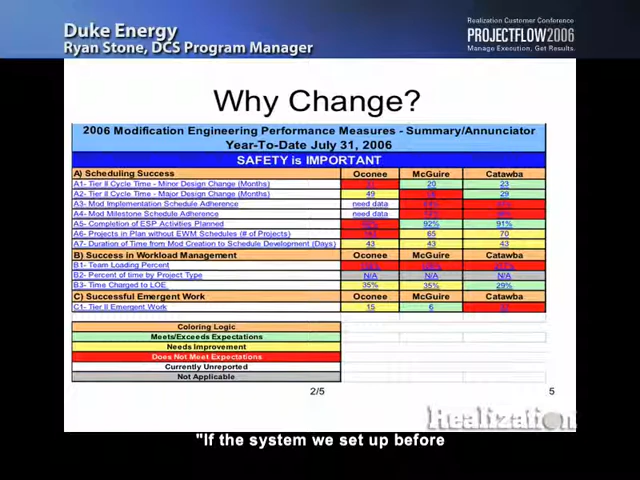 Duke Energy
Ryan Stone, DCS Program Manager
Realization Customer Conference
PROJECTFLOW2006
Manage Execution, Get Results.
Why Change?
2006 Modification Engineering Performance Measures - Summary/Annunciator
Year-To-Date July 31, 2006
SAFETY is IMPORTANT
A) Scheduling Success Oconee McGuire Catawba
A1- Tier II Cycle Time - Minor Design Change (Months) 20 23
A2- Tier II Cycle Time - Major Design Change (Months) 49 29
A3- Mod Implementation Schedule Adherence need data
A4- Mod Milestone Schedule Adherence need data
A5- Completion of ESP Activities Planned 92% 91%
A6- Projects in Plan without EWM Schedules (# of Projects) 65 70
A7- Duration of Time from Mod Creation to Schedule Development (Days) 43 43 43
B) Success in Workload Management Oconee McGuire Catawba
B1- Team Loading Percent
B2- Percent of time by Project Type N/A N/A N/A
B3- Time Charged to LOE 35% 35% 29%
C) Successful Emergent Work Oconee McGuire Catawba
C1- Tier II Emergent Work 15 6
Coloring Logic
Meets/Exceeds Expectations
Needs Improvement
Does Not Meet Expectations
Currently Unreported
Not Applicable
2/5
5
Realization
"If the system we set up before